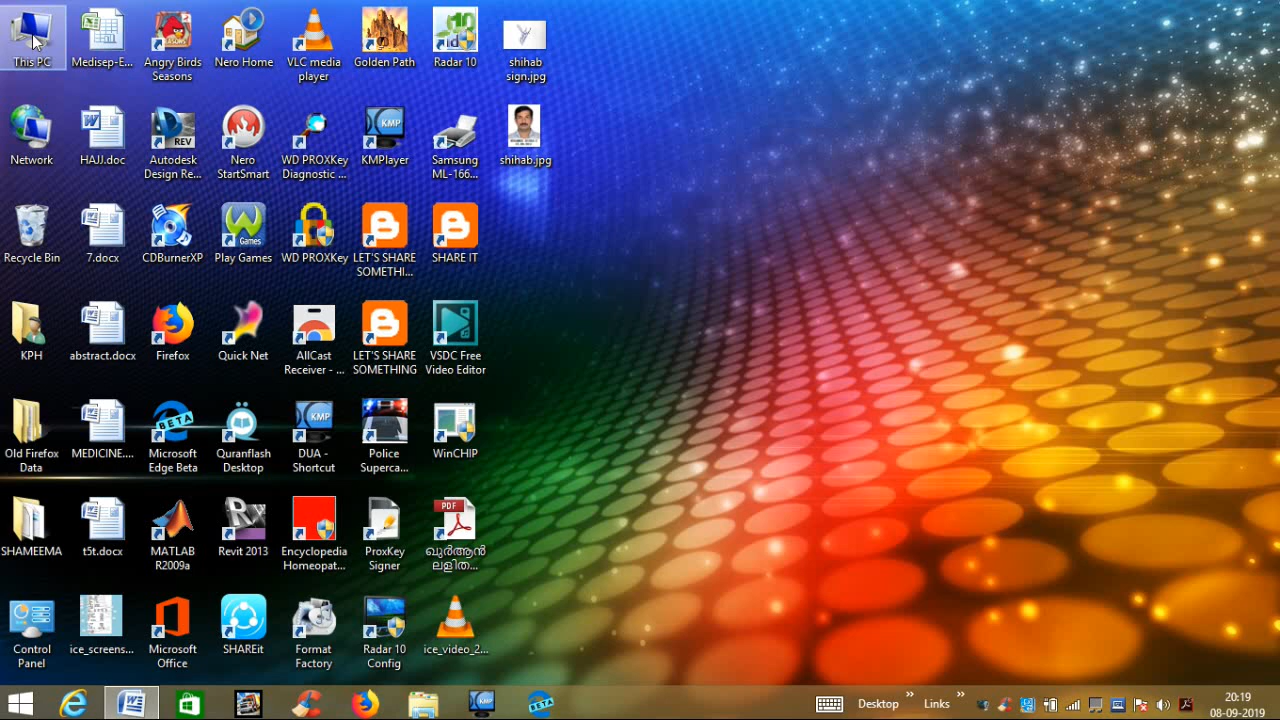 This PC
Medisep-E...
Angry Birds
Seasons
Nero Home
VLC media
player
Golden Path
Radar 10
shihab
sign.jpg
Network
HAJJ.doc
Autodesk
Design Re...
Nero
StartSmart
WD PROXKey
Diagnostic ...
KMPlayer
Samsung
ML-166...
shihab.jpg
Recycle Bin
7.docx
CDBurnerXP
Play Games
WD PROXKey
LET'S SHARE
SOMETHI...
SHARE IT
KPH
abstract.docx
Firefox
Quick Net
AllCast
Receiver - ...
LET'S SHARE
SOMETHING
VSDC Free
Video Editor
Old Firefox
Data
MEDICINE....
Microsoft
Edge Beta
Quranflash
Desktop
DUA -
Shortcut
Police
Superca...
WinCHIP
SHAMEEMA
t5t.docx
MATLAB
R2009a
Revit 2013
Encyclopedia
Homeopat...
ProxKey
Signer
ഖുർആൻ
ലളിത...
Control
Panel
ice_screens...
Microsoft
Office
SHAREit
Format
Factory
Radar 10
Config
ice_video_2...
Desktop
Links
20:19
08-09-2019